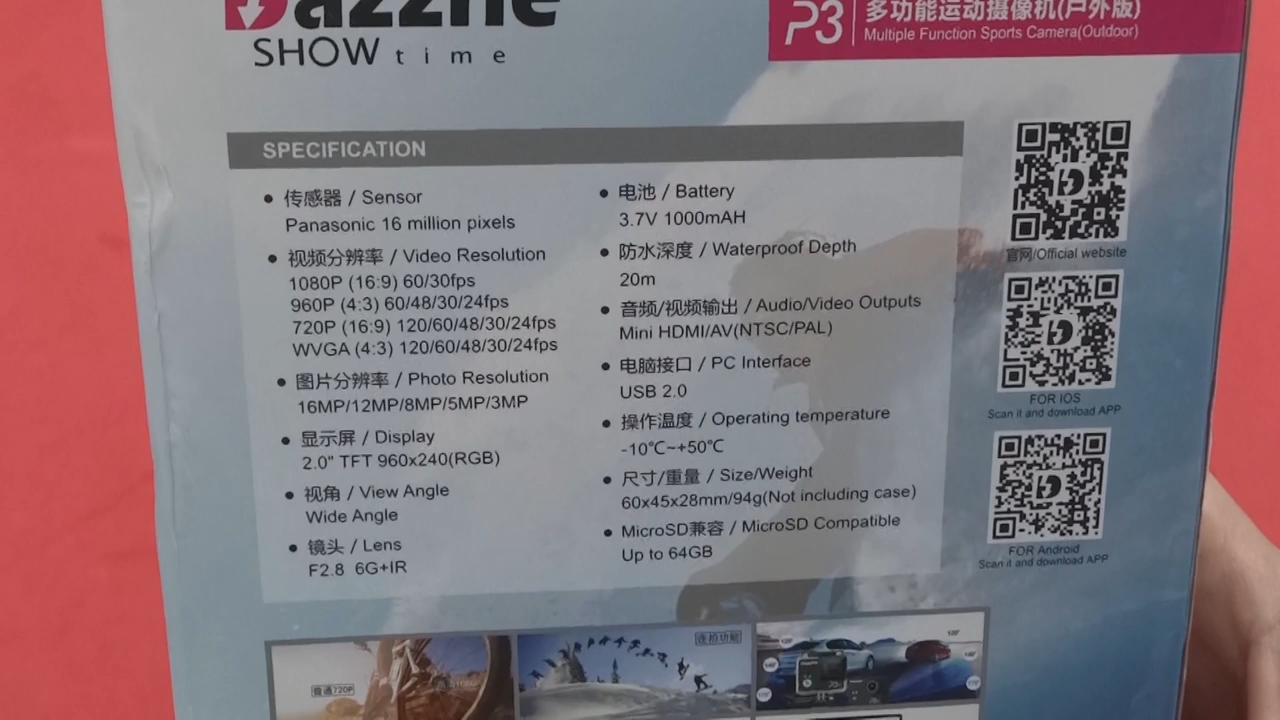 Dazzne
SHOW time
P3
多功能运动摄像机(户外版)
Multiple Function Sports Camera(Outdoor)
SPECIFICATION
传感器 / Sensor
Panasonic 16 million pixels
视频分辨率 / Video Resolution
1080P (16:9) 60/30fps
960P (4:3) 60/48/30/24fps
720P (16:9) 120/60/48/30/24fps
WVGA (4:3) 120/60/48/30/24fps
图片分辨率 / Photo Resolution
16MP/12MP/8MP/5MP/3MP
显示屏 / Display
2.0" TFT 960x240(RGB)
视角 / View Angle
Wide Angle
镜头 / Lens
F2.8 6G+IR
电池 / Battery
3.7V 1000mAH
防水深度 / Waterproof Depth
20m
音频/视频输出 / Audio/Video Outputs
Mini HDMI/AV(NTSC/PAL)
电脑接口 / PC Interface
USB 2.0
操作温度 / Operating temperature
-10℃~+50℃
尺寸/重量 / Size/Weight
60x45x28mm/94g(Not including case)
MicroSD兼容 / MicroSD Compatible
Up to 64GB
官网/Official website
FOR IOS
Scan it and download APP
FOR Android
Scan it and download APP
普通720P
连拍功能